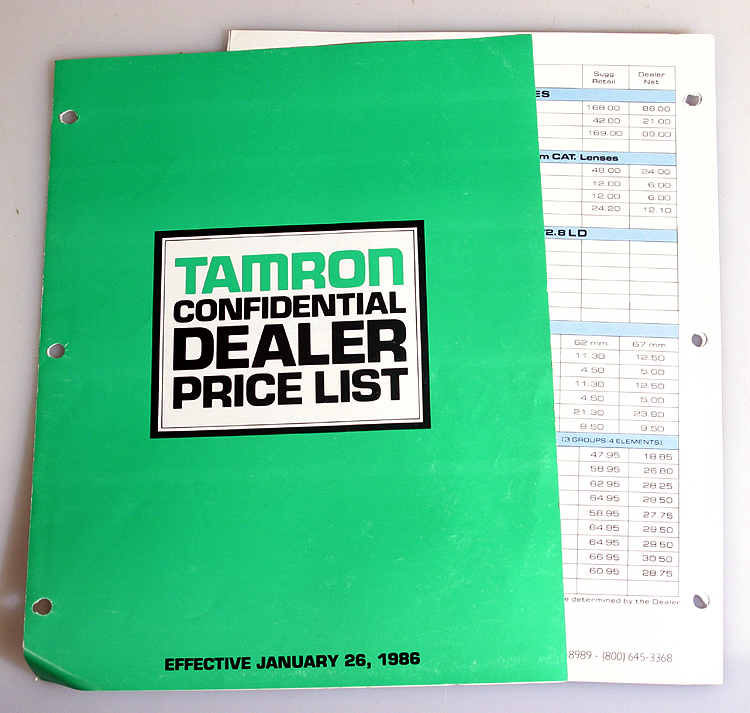 TAMRON
CONFIDENTIAL
DEALER
PRICE LIST
EFFECTIVE JANUARY 26, 1986
Sugg Retail Dealer Net
ES
168.00 88.00
42.00 21.00
169.00 89.00
m CAT. Lenses
48.00 24.00
12.00 6.00
12.00 6.00
24.20 12.10
2.8 LD
62 mm 67 mm
11.30 12.50
4.50 5.00
11.30 12.50
4.50 5.00
21.30 23.80
8.50 9.50
(3 GROUPS-4 ELEMENTS)
47.95 18.85
58.95 26.80
62.95 28.25
64.95 29.50
58.95 27.75
64.95 29.50
64.95 29.50
66.95 30.50
60.95 28.75
e determined by the Dealer
8989 • (800) 645-3368